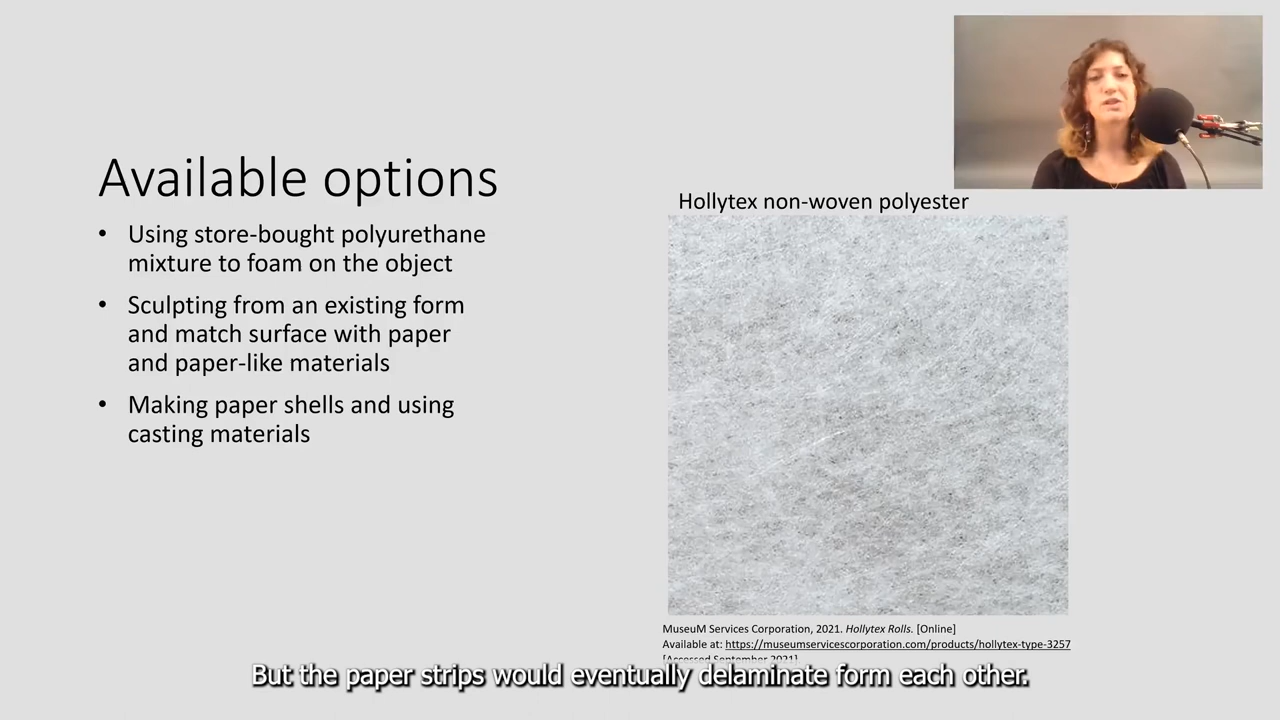 Available options
• Using store-bought polyurethane
mixture to foam on the object
• Sculpting from an existing form
and match surface with paper
and paper-like materials
• Making paper shells and using
casting materials
Hollytex non-woven polyester
MuseuM Services Corporation, 2021. Hollytex Rolls. [Online]
Available at: https://museumservicescorporation.com/products/hollytex-type-3257
[Accessed September 2021]
But the paper strips would eventually delaminate form each other.